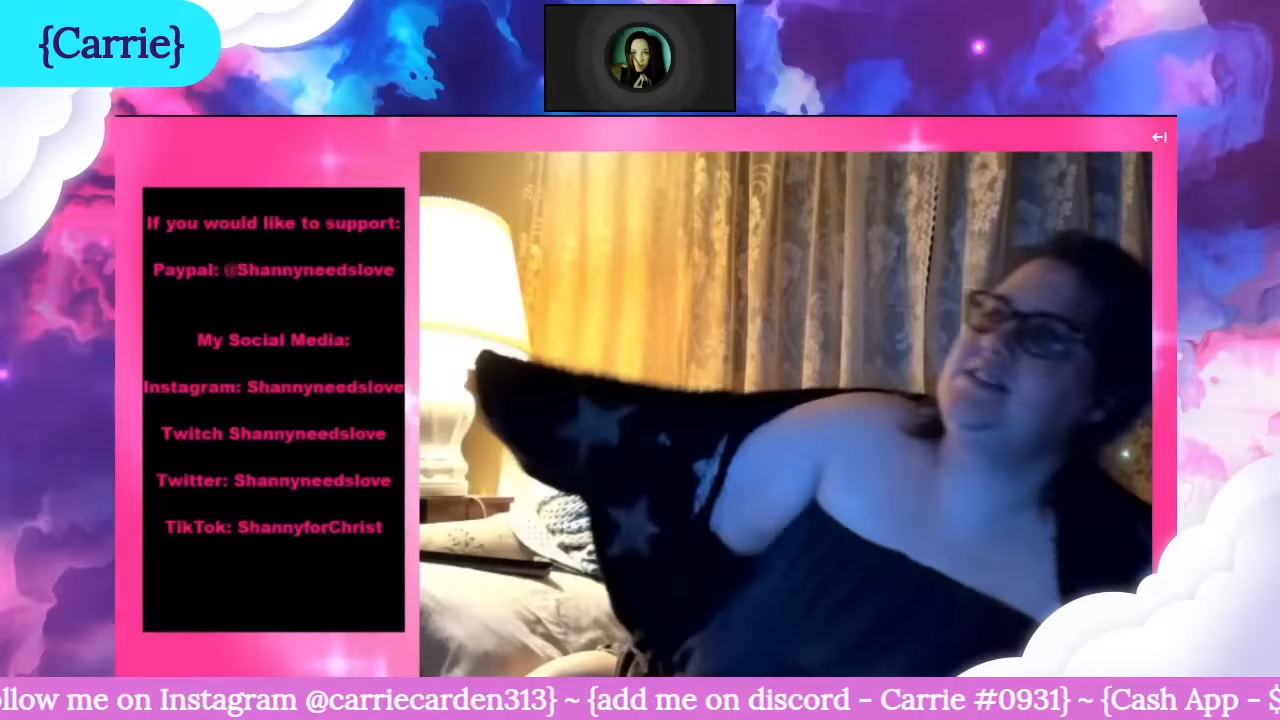 {Carrie}
If you would like to support:
Paypal: @Shannyneedslove
My Social Media:
Instagram: Shannyneedslove
Twitch Shannyneedslove
Twitter: Shannyneedslove
TikTok: ShannyforChrist
ollow me on Instagram @carriecarden313} ~ {add me on discord - Carrie #0931} ~ {Cash App - $